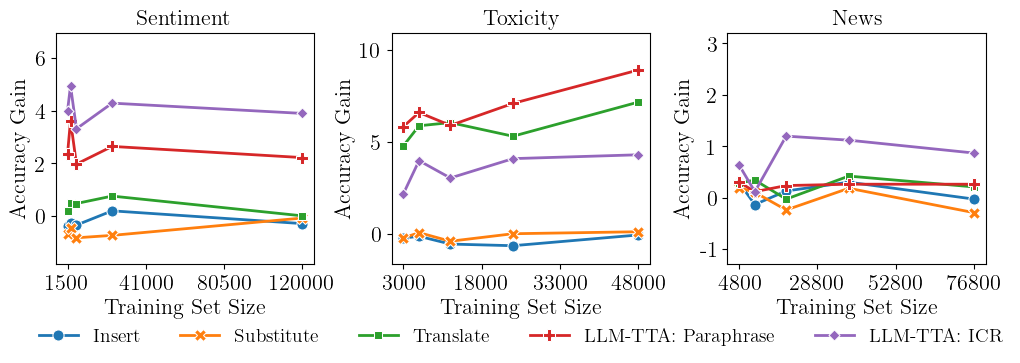 Sentiment
Toxicity
News
Accuracy Gain
6
4
2
0
1500
41000
80500
120000
Training Set Size
Accuracy Gain
10
5
0
3000
18000
33000
48000
Training Set Size
Accuracy Gain
3
2
1
0
-1
4800
28800
52800
76800
Training Set Size
Insert
Substitute
Translate
LLM-TTA: Paraphrase
LLM-TTA: ICR